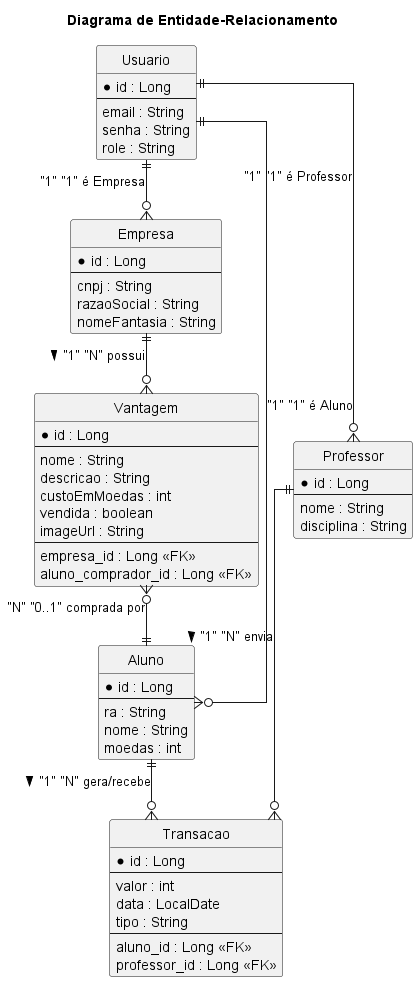 Diagrama de Entidade-Relacionamento
Usuario
id : Long
email : String
senha : String
role : String
"1" "1" é Empresa
"1" "1" é Professor
Empresa
id : Long
cnpj : String
razaoSocial : String
nomeFantasia : String
"1" "N" possui
"1" "1" é Aluno
Vantagem
id : Long
nome : String
descricao : String
custoEmMoedas : int
vendida : boolean
imageUrl : String
empresa_id : Long «FK»
aluno_comprador_id : Long «FK»
Professor
id : Long
nome : String
disciplina : String
"N" "0..1" comprada por
"1" "N" envia
Aluno
id : Long
ra : String
nome : String
moedas : int
"1" "N" gera/recebe
Transacao
id : Long
valor : int
data : LocalDate
tipo : String
aluno_id : Long «FK»
professor_id : Long «FK»